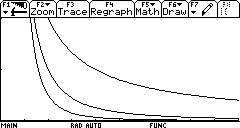 F1 F2 Zoom F3 Trace F4 Regraph F5 Math F6 Draw F7
MAIN RAD AUTO FUNC